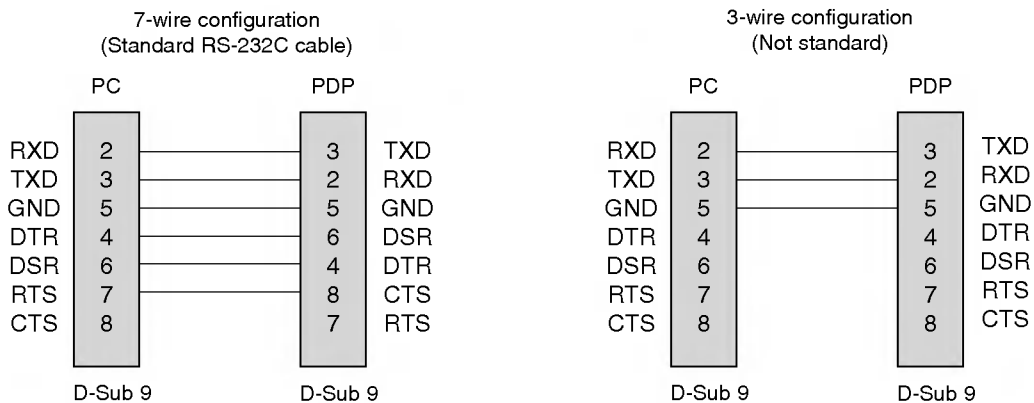 7-wire configuration
(Standard RS-232C cable)
PC PDP
RXD 2 3 TXD
TXD 3 2 RXD
GND 5 5 GND
DTR 4 6 DSR
DSR 6 4 DTR
RTS 7 8 CTS
CTS 8 7 RTS
D-Sub 9 D-Sub 9
3-wire configuration
(Not standard)
PC PDP
RXD 2 3 TXD
TXD 3 2 RXD
GND 5 5 GND
DTR 4 4 DTR
DSR 6 6 DSR
RTS 7 7 RTS
CTS 8 8 CTS
D-Sub 9 D-Sub 9